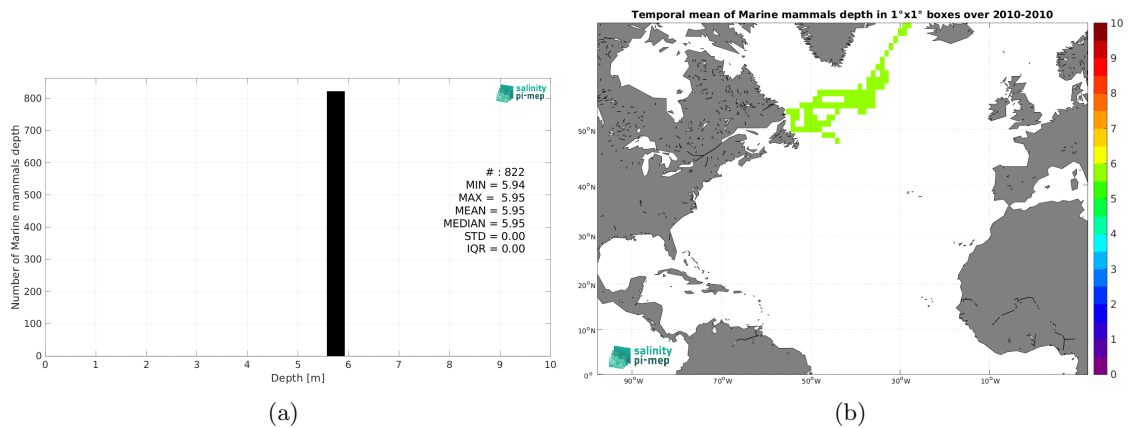 800
700
600
500
400
300
200
100
0
Number of Marine mammals depth
salinity
pi-mep
# : 822
MIN = 5.94
MAX = 5.95
MEAN = 5.95
MEDIAN = 5.95
STD = 0.00
IQR = 0.00
0 1 2 3 4 5 6 7 8 9 10
Depth [m]
(a)
Temporal mean of Marine mammals depth in 1°x1° boxes over 2010-2010
50°N
40°N
30°N
20°N
10°N
0°
90°W 70°W 50°W 30°W 10°W
salinity
pi-mep
10
9
8
7
6
5
4
3
2
1
0
(b)